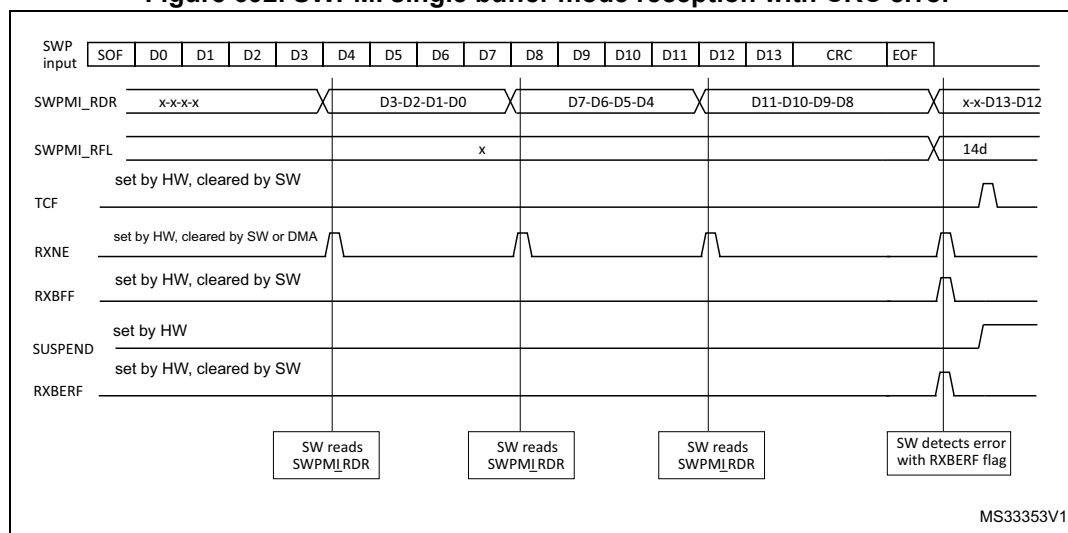 Figure 692. SWPMI single buffer mode reception with CRC error
SWP input SOF D0 D1 D2 D3 D4 D5 D6 D7 D8 D9 D10 D11 D12 D13 CRC EOF
SWPMI_RDR x-x-x-x D3-D2-D1-D0 D7-D6-D5-D4 D11-D10-D9-D8 x-x-D13-D12
SWPMI_RFL x 14d
set by HW, cleared by SW
TCF
set by HW, cleared by SW or DMA
RXNE
set by HW, cleared by SW
RXBFF
set by HW
SUSPEND
set by HW, cleared by SW
RXBERF
SW reads
SWPMI_RDR
SW reads
SWPMI_RDR
SW reads
SWPMI_RDR
SW detects error
with RXBERF flag
MS33353V1